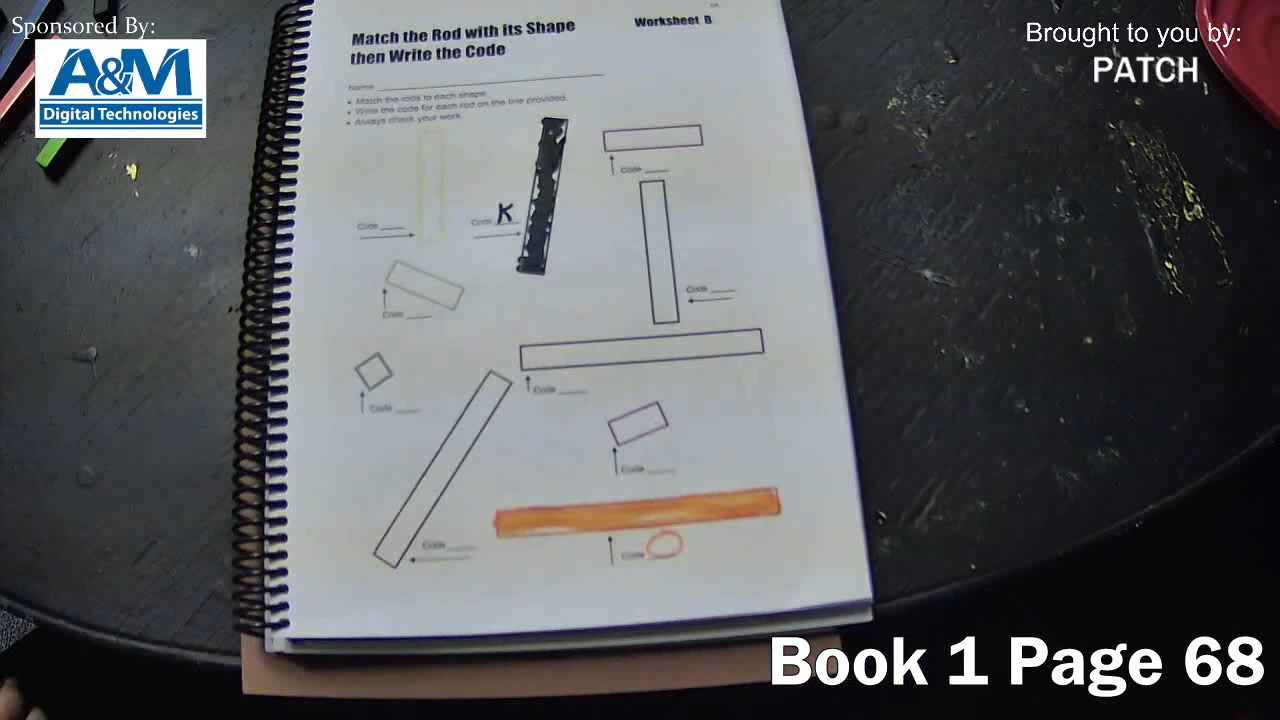 Sponsored By:
A&M
Digital Technologies
Brought to you by:
PATCH
Match the Rod with its Shape
then Write the Code
Worksheet B
Name
• Match the rods to each shape.
• Write the code for each rod on the line provided.
• Always check your work.
Code
Code K
Code
Code
Code
Code
Code
Code
Code
Code O
Book 1 Page 68